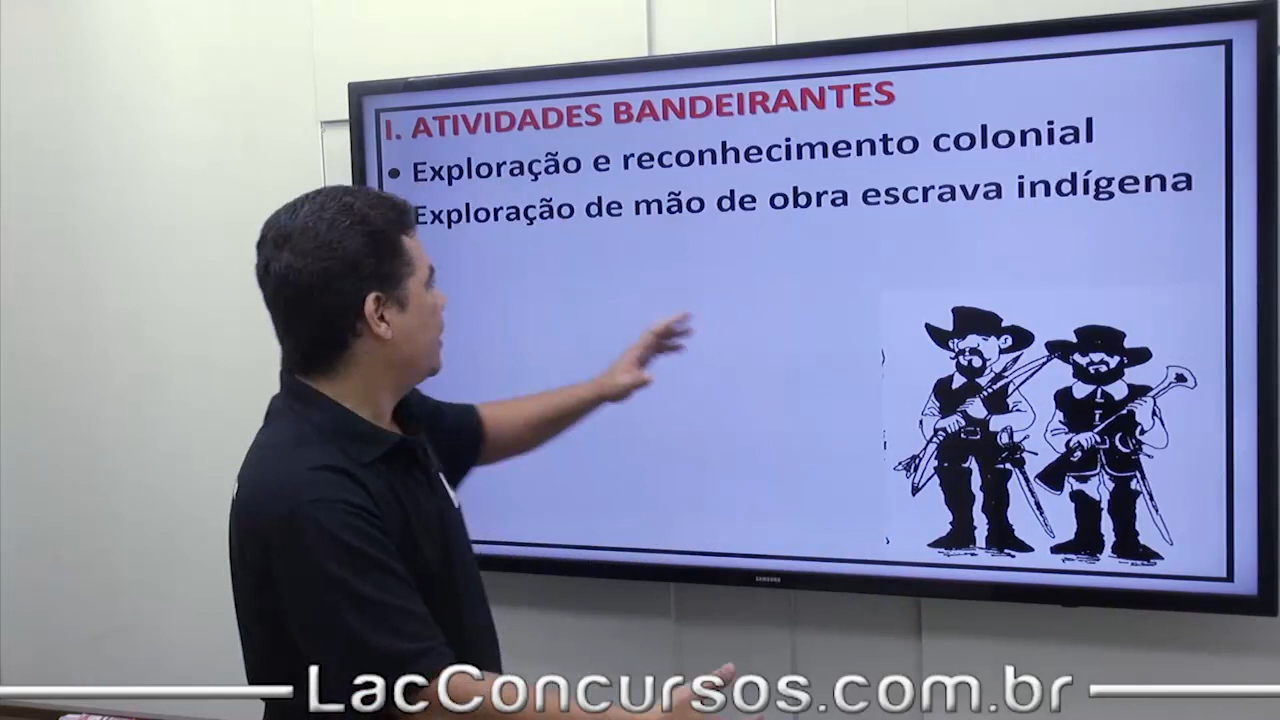 I. ATIVIDADES BANDEIRANTES
• Exploração e reconhecimento colonial
Exploração de mão de obra escrava indígena
SAMSUNG
LacConcursos.com.br